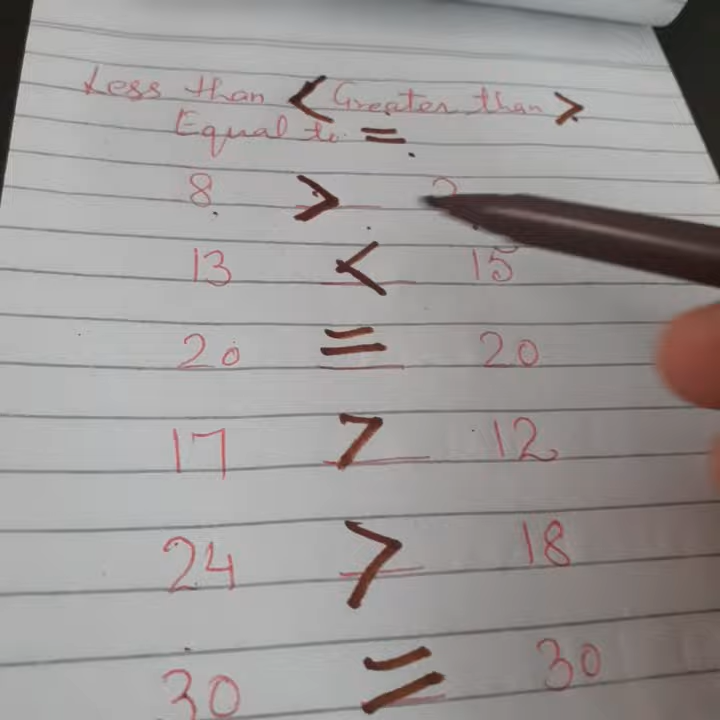 Less than < Greater than >
Equal to =
8 >
13 < 15
20 = 20
17 > 12
24 > 18
30 = 30